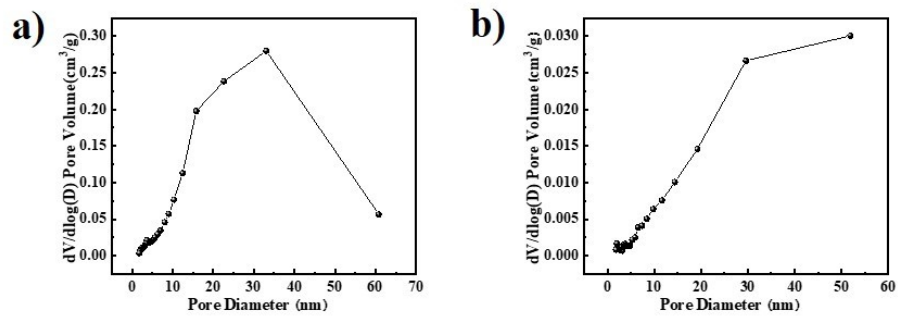 a)
dV/dlog(D) Pore Volume(cm³/g)
0.30
0.25
0.20
0.15
0.10
0.05
0.00
0 10 20 30 40 50 60 70
Pore Diameter (nm)
b)
dV/dlog(D) Pore Volume(cm³/g)
0.030
0.025
0.020
0.015
0.010
0.005
0.000
0 10 20 30 40 50 60
Pore Diameter (nm)